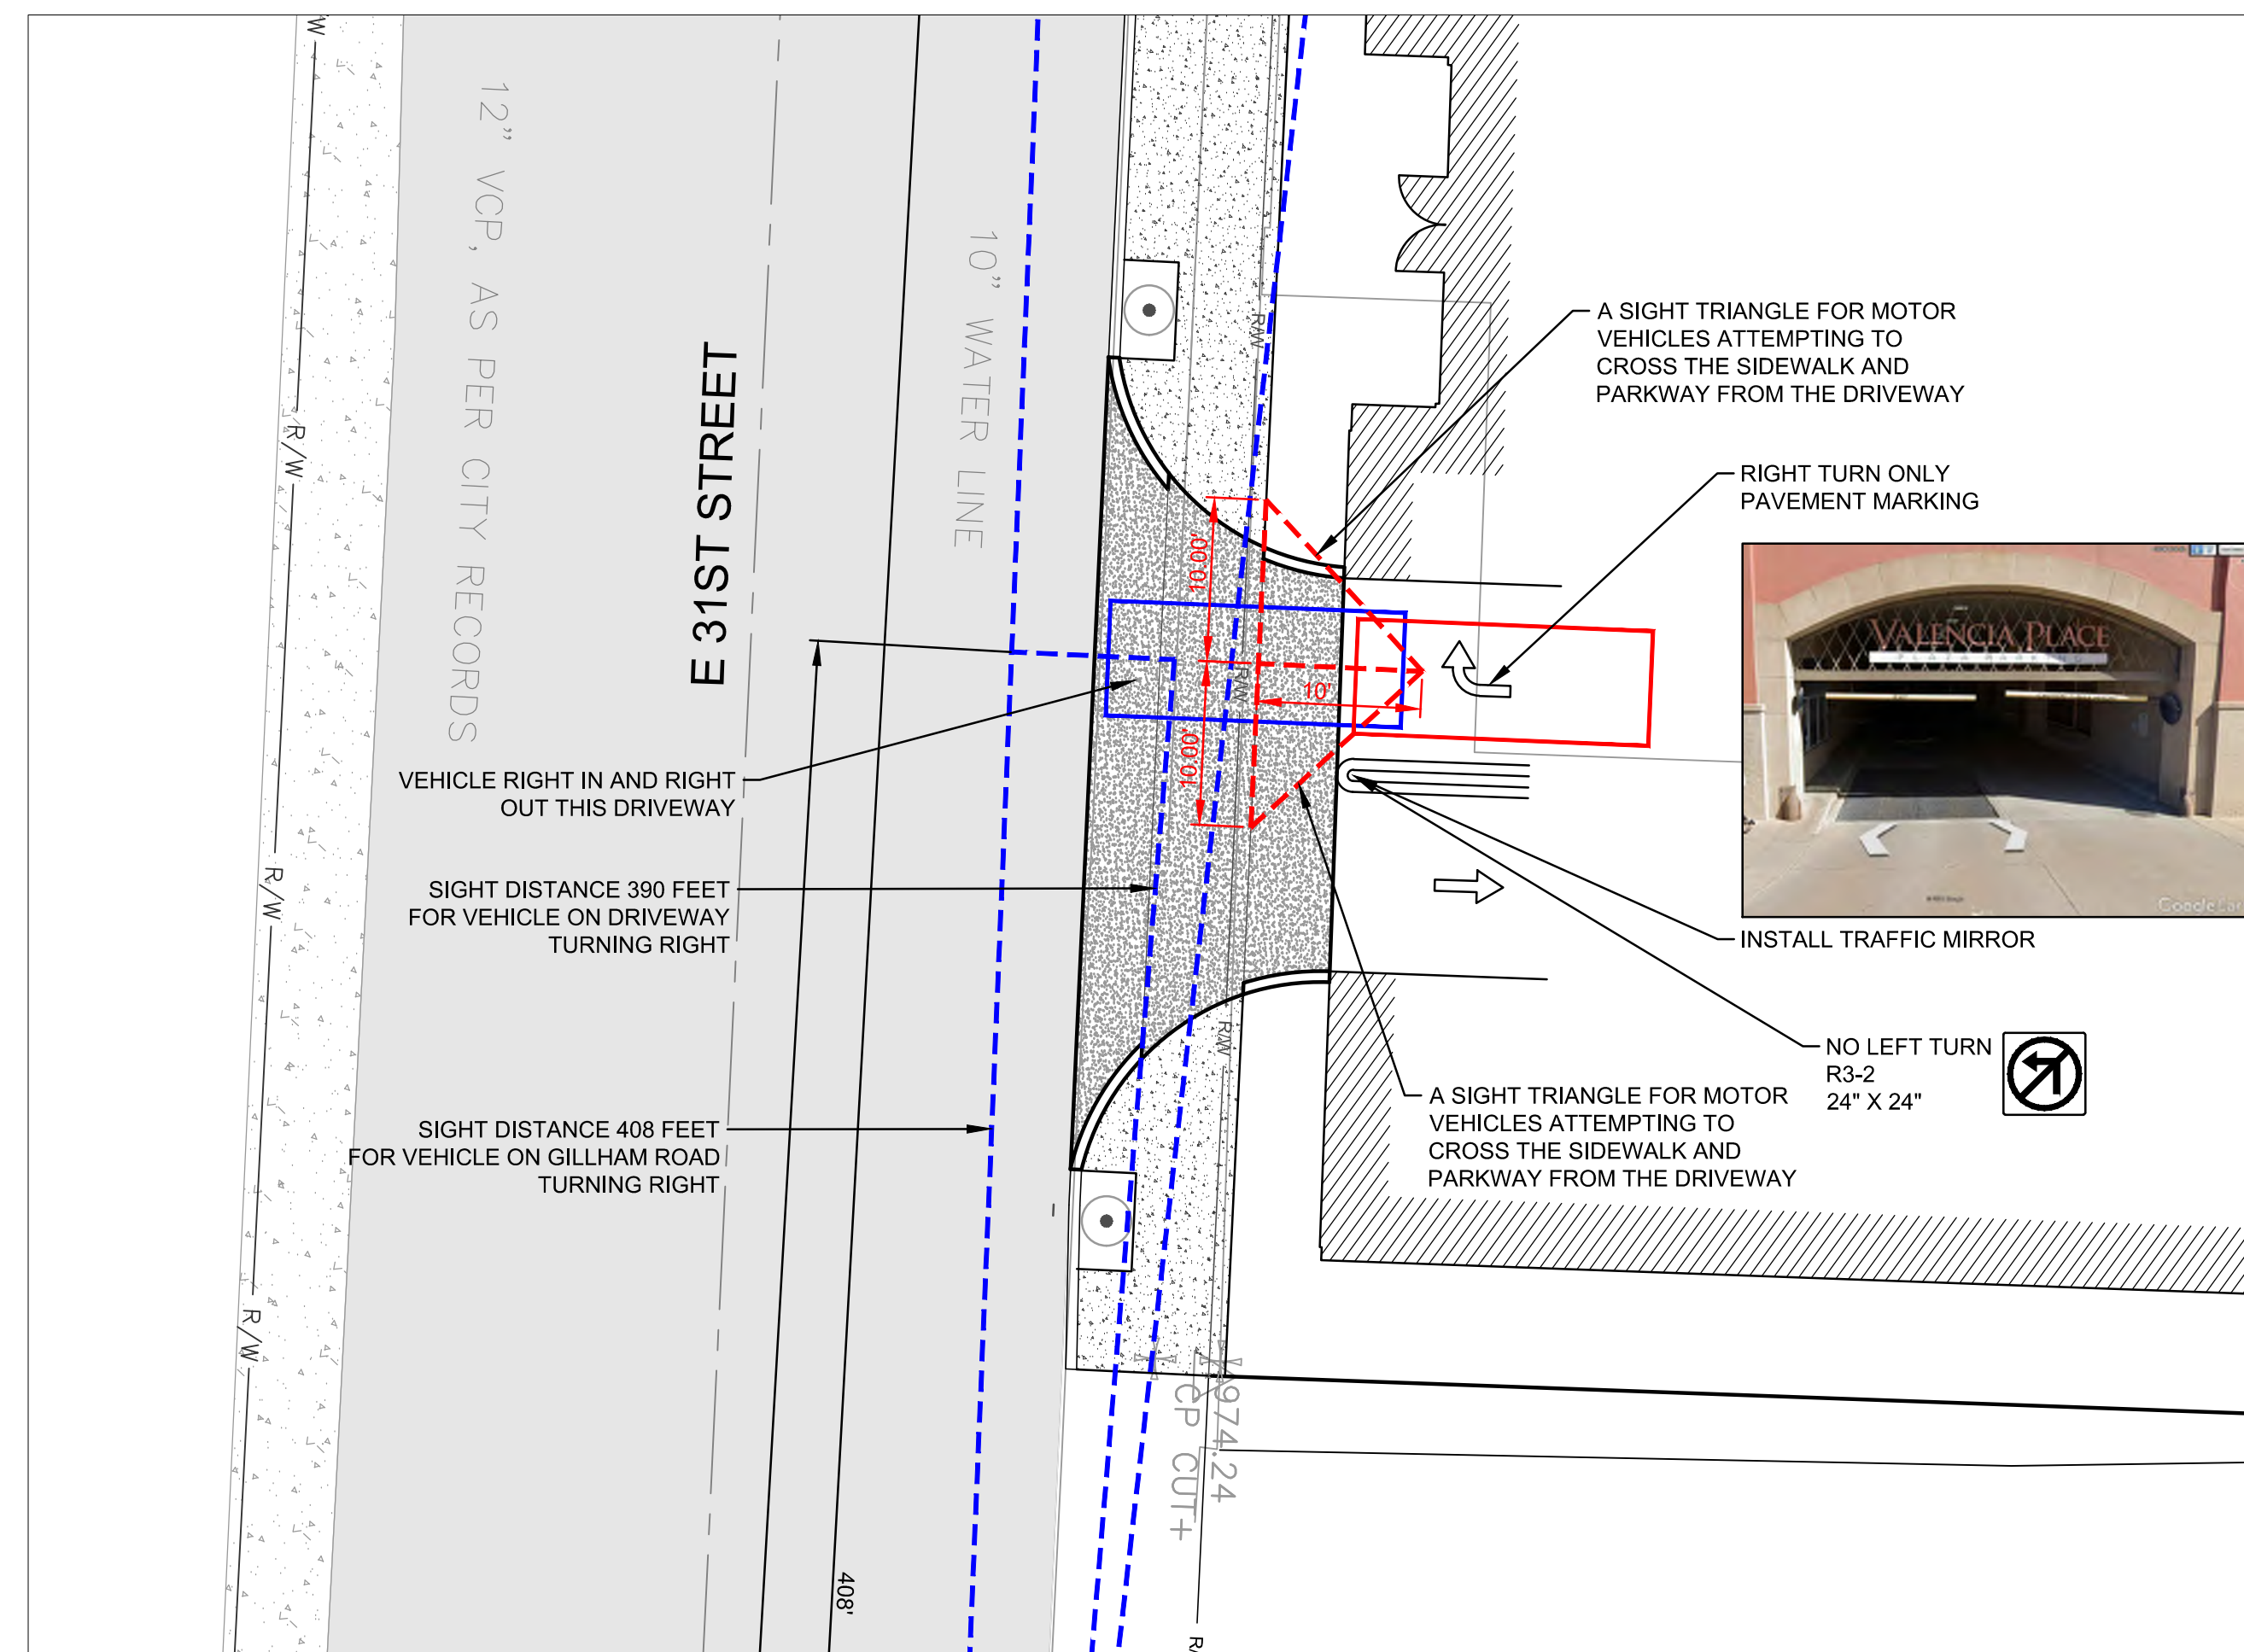 W
R/W
R/W
R/W
12" VCP, AS PER CITY RECORDS
E 31ST STREET
10" WATER LINE
R/W
R/W
R/W
10.00'
10.00'
10'
A SIGHT TRIANGLE FOR MOTOR
VEHICLES ATTEMPTING TO
CROSS THE SIDEWALK AND
PARKWAY FROM THE DRIVEWAY
RIGHT TURN ONLY
PAVEMENT MARKING
VALENCIA PLACE
PLAZA PARKING
VEHICLE RIGHT IN AND RIGHT
OUT THIS DRIVEWAY
SIGHT DISTANCE 390 FEET
FOR VEHICLE ON DRIVEWAY
TURNING RIGHT
INSTALL TRAFFIC MIRROR
NO LEFT TURN
R3-2
24" X 24"
A SIGHT TRIANGLE FOR MOTOR
VEHICLES ATTEMPTING TO
CROSS THE SIDEWALK AND
PARKWAY FROM THE DRIVEWAY
SIGHT DISTANCE 408 FEET
FOR VEHICLE ON GILLHAM ROAD
TURNING RIGHT
974.24
CP CUT+
408'